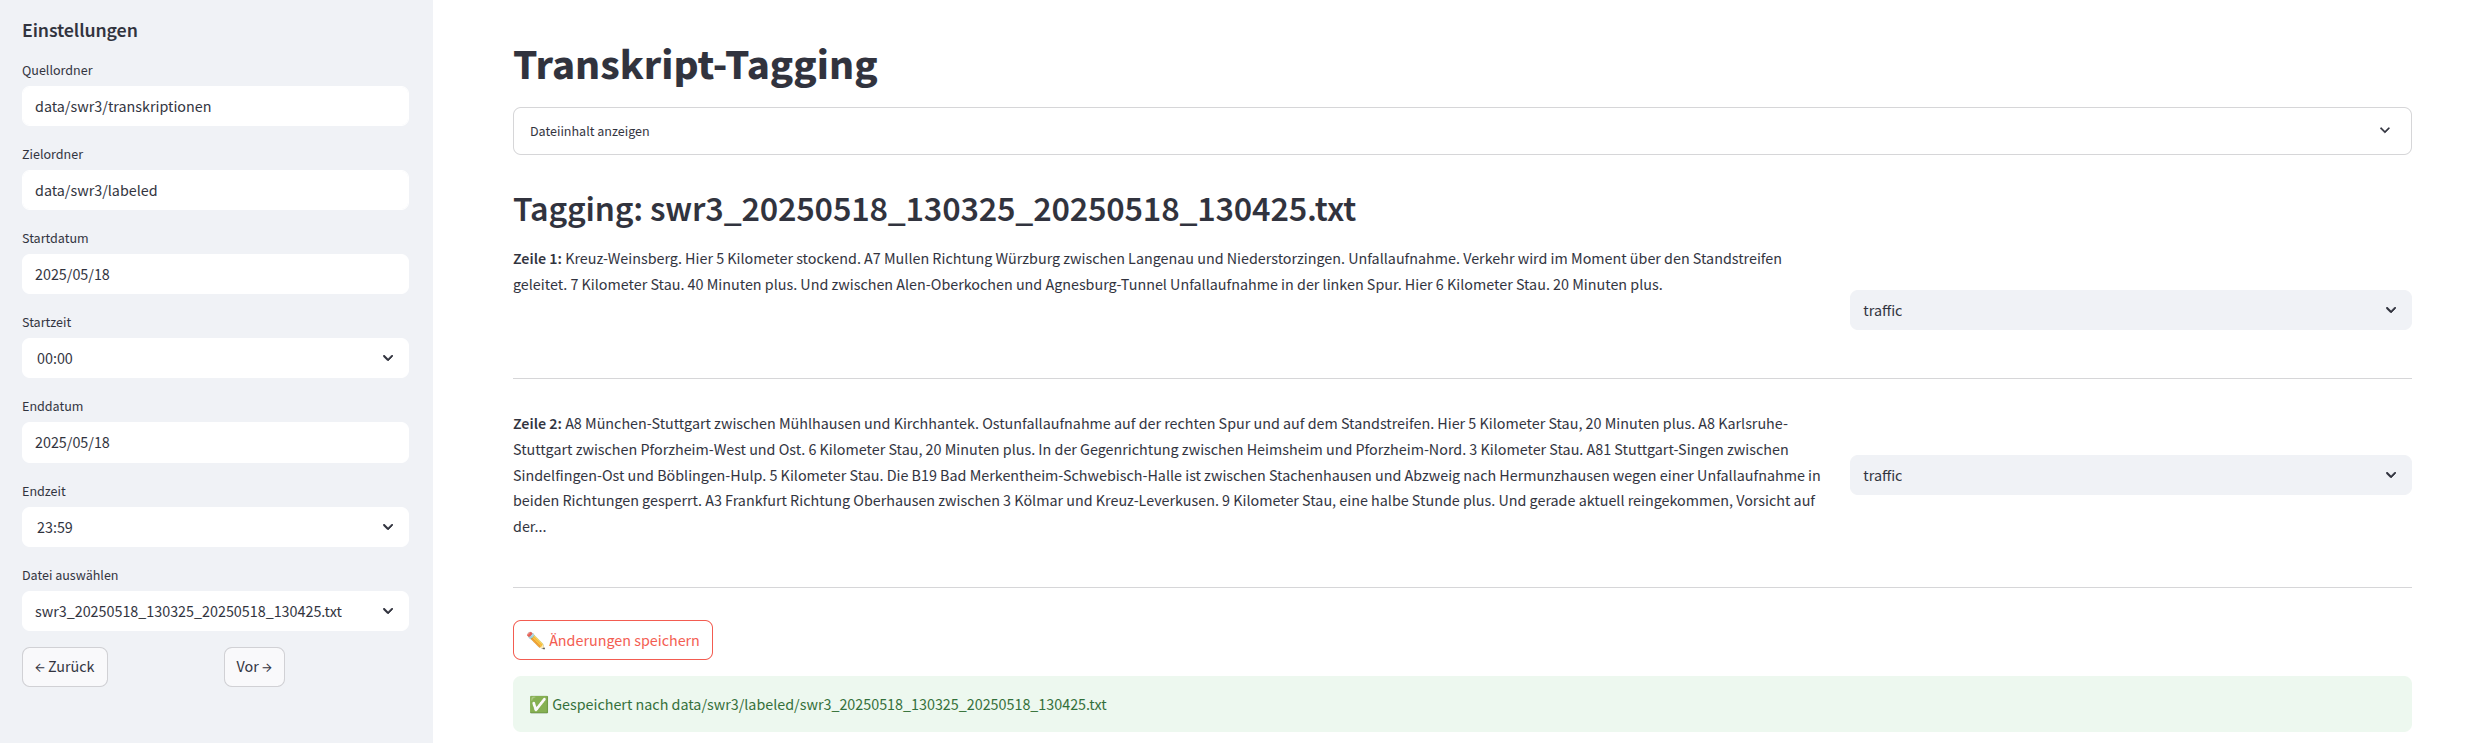 Einstellungen
Quellordner
data/swr3/transkriptionen
Zielordner
data/swr3/labeled
Startdatum
2025/05/18
Startzeit
00:00
Enddatum
2025/05/18
Endzeit
23:59
Datei auswählen
swr3_20250518_130325_20250518_130425.txt
← Zurück
Vor →
Transkript-Tagging
Dateiinhalt anzeigen
Tagging: swr3_20250518_130325_20250518_130425.txt
Zeile 1: Kreuz-Weinsberg. Hier 5 Kilometer stockend. A7 Mullen Richtung Würzburg zwischen Langenau und Niederstorzingen. Unfallaufnahme. Verkehr wird im Moment über den Standstreifen
geleitet. 7 Kilometer Stau. 40 Minuten plus. Und zwischen Alen-Oberkochen und Agnesburg-Tunnel Unfallaufnahme in der linken Spur. Hier 6 Kilometer Stau. 20 Minuten plus.
traffic
Zeile 2: A8 München-Stuttgart zwischen Mühlhausen und Kirchhantek. Ostunfallaufnahme auf der rechten Spur und auf dem Standstreifen. Hier 5 Kilometer Stau, 20 Minuten plus. A8 Karlsruhe-
Stuttgart zwischen Pforzheim-West und Ost. 6 Kilometer Stau, 20 Minuten plus. In der Gegenrichtung zwischen Heimsheim und Pforzheim-Nord. 3 Kilometer Stau. A81 Stuttgart-Singen zwischen
Sindelfingen-Ost und Böblingen-Hulp. 5 Kilometer Stau. Die B19 Bad Merkentheim-Schwebisch-Halle ist zwischen Stachenhausen und Abzweig nach Hermunzhausen wegen einer Unfallaufnahme in
beiden Richtungen gesperrt. A3 Frankfurt Richtung Oberhausen zwischen 3 Kölmar und Kreuz-Leverkusen. 9 Kilometer Stau, eine halbe Stunde plus. Und gerade aktuell reingekommen, Vorsicht auf
der...
traffic
✏️ Änderungen speichern
✅ Gespeichert nach data/swr3/labeled/swr3_20250518_130325_20250518_130425.txt